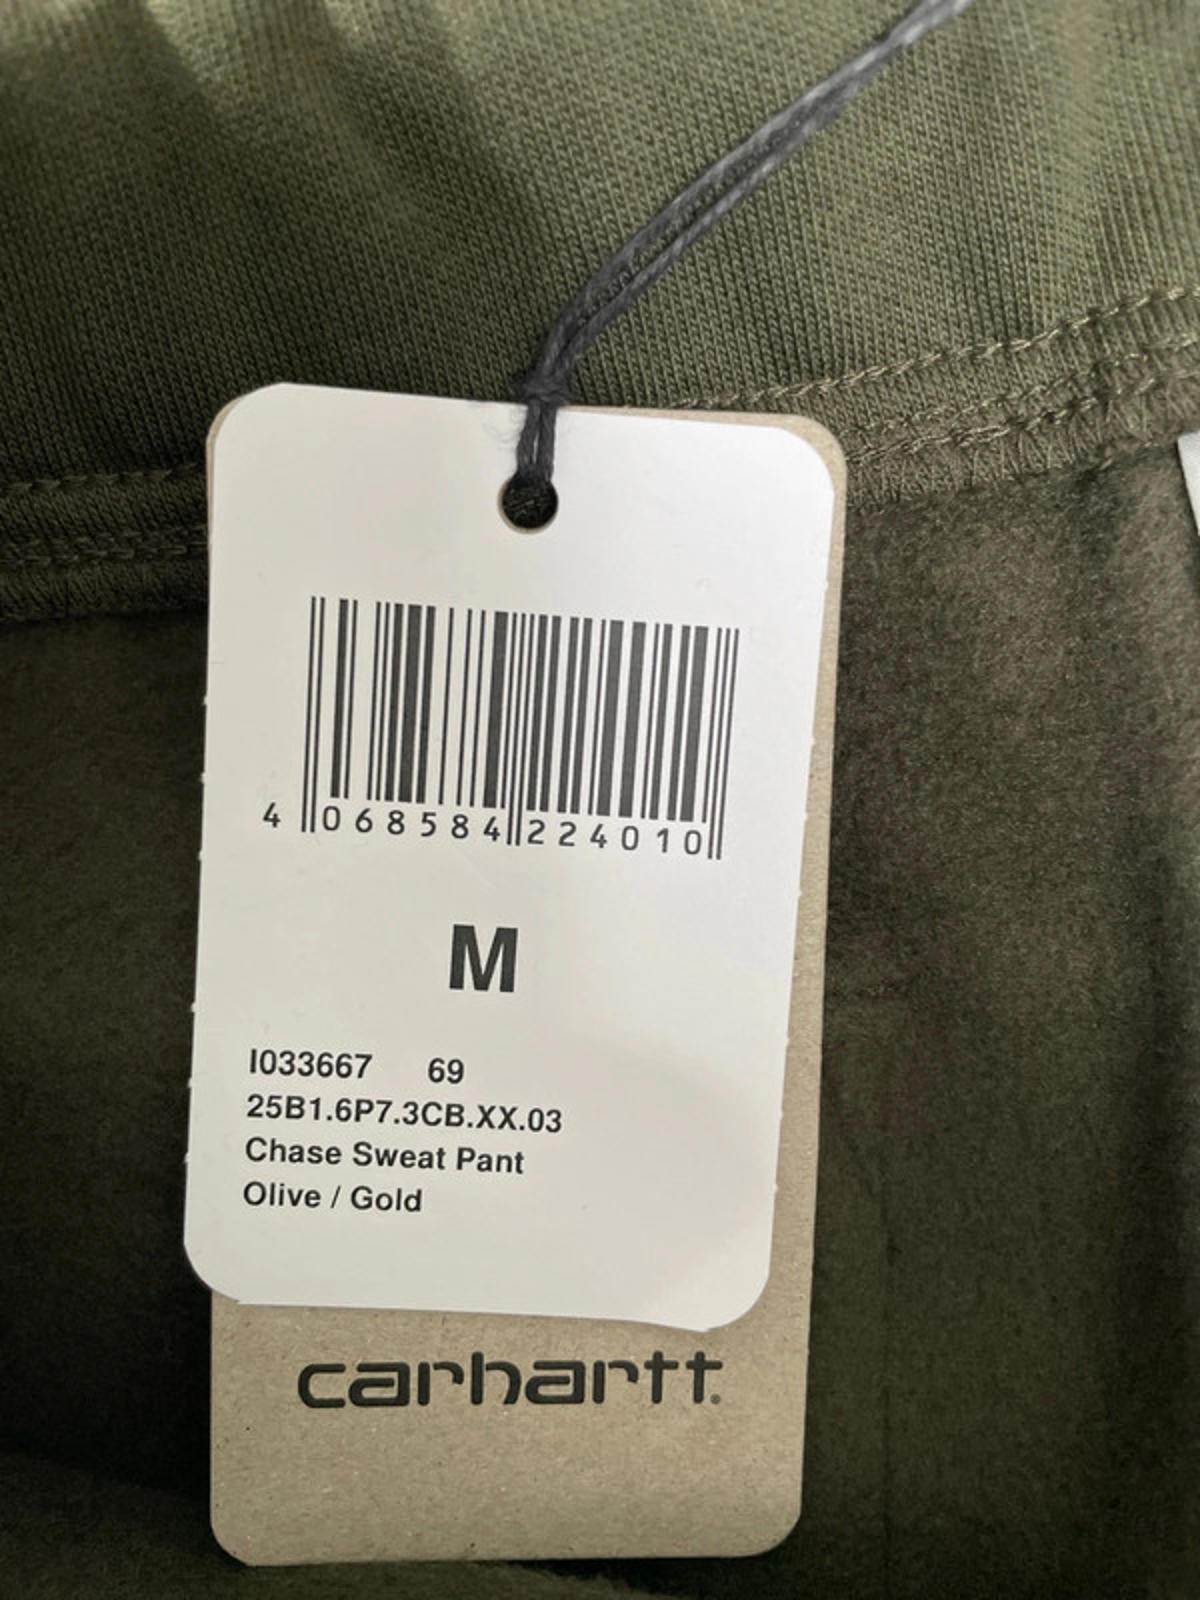 4 068584 224010
M
I033667 69
25B1.6P7.3CB.XX.03
Chase Sweat Pant
Olive / Gold
carhartt®